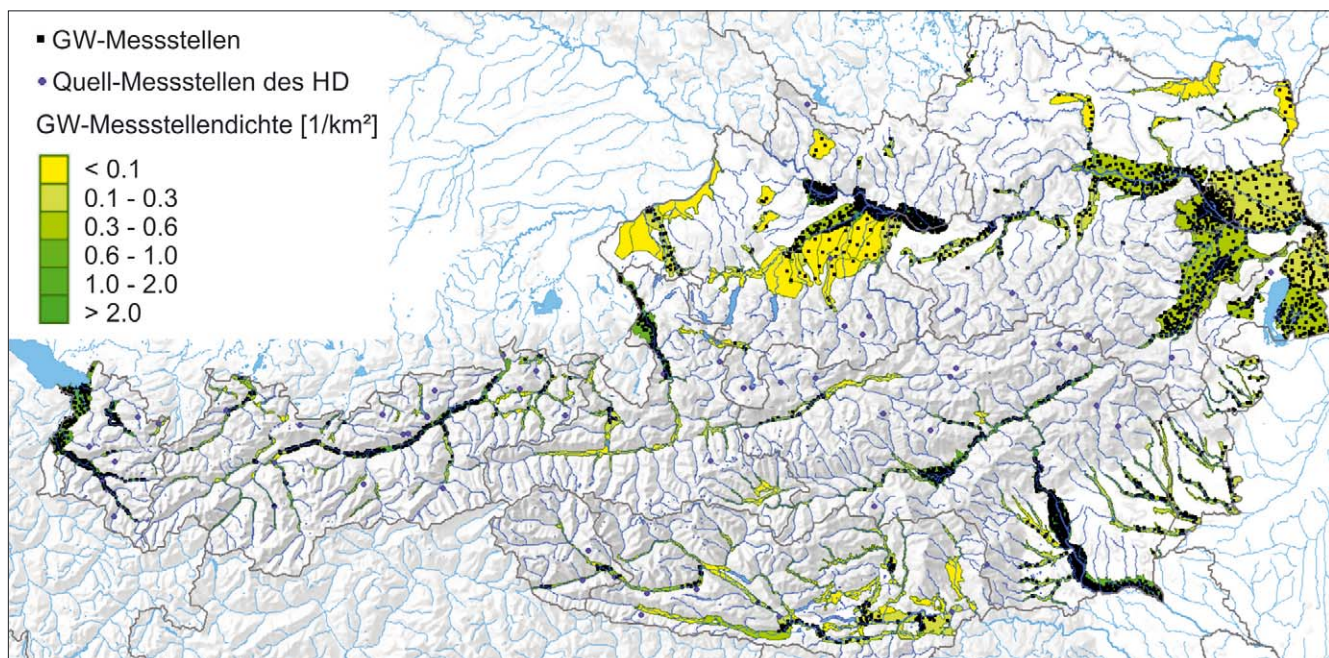 GW-Messstellen
Quell-Messstellen des HD
GW-Messstellendichte [1/km²]
< 0.1
0.1 - 0.3
0.3 - 0.6
0.6 - 1.0
1.0 - 2.0
> 2.0